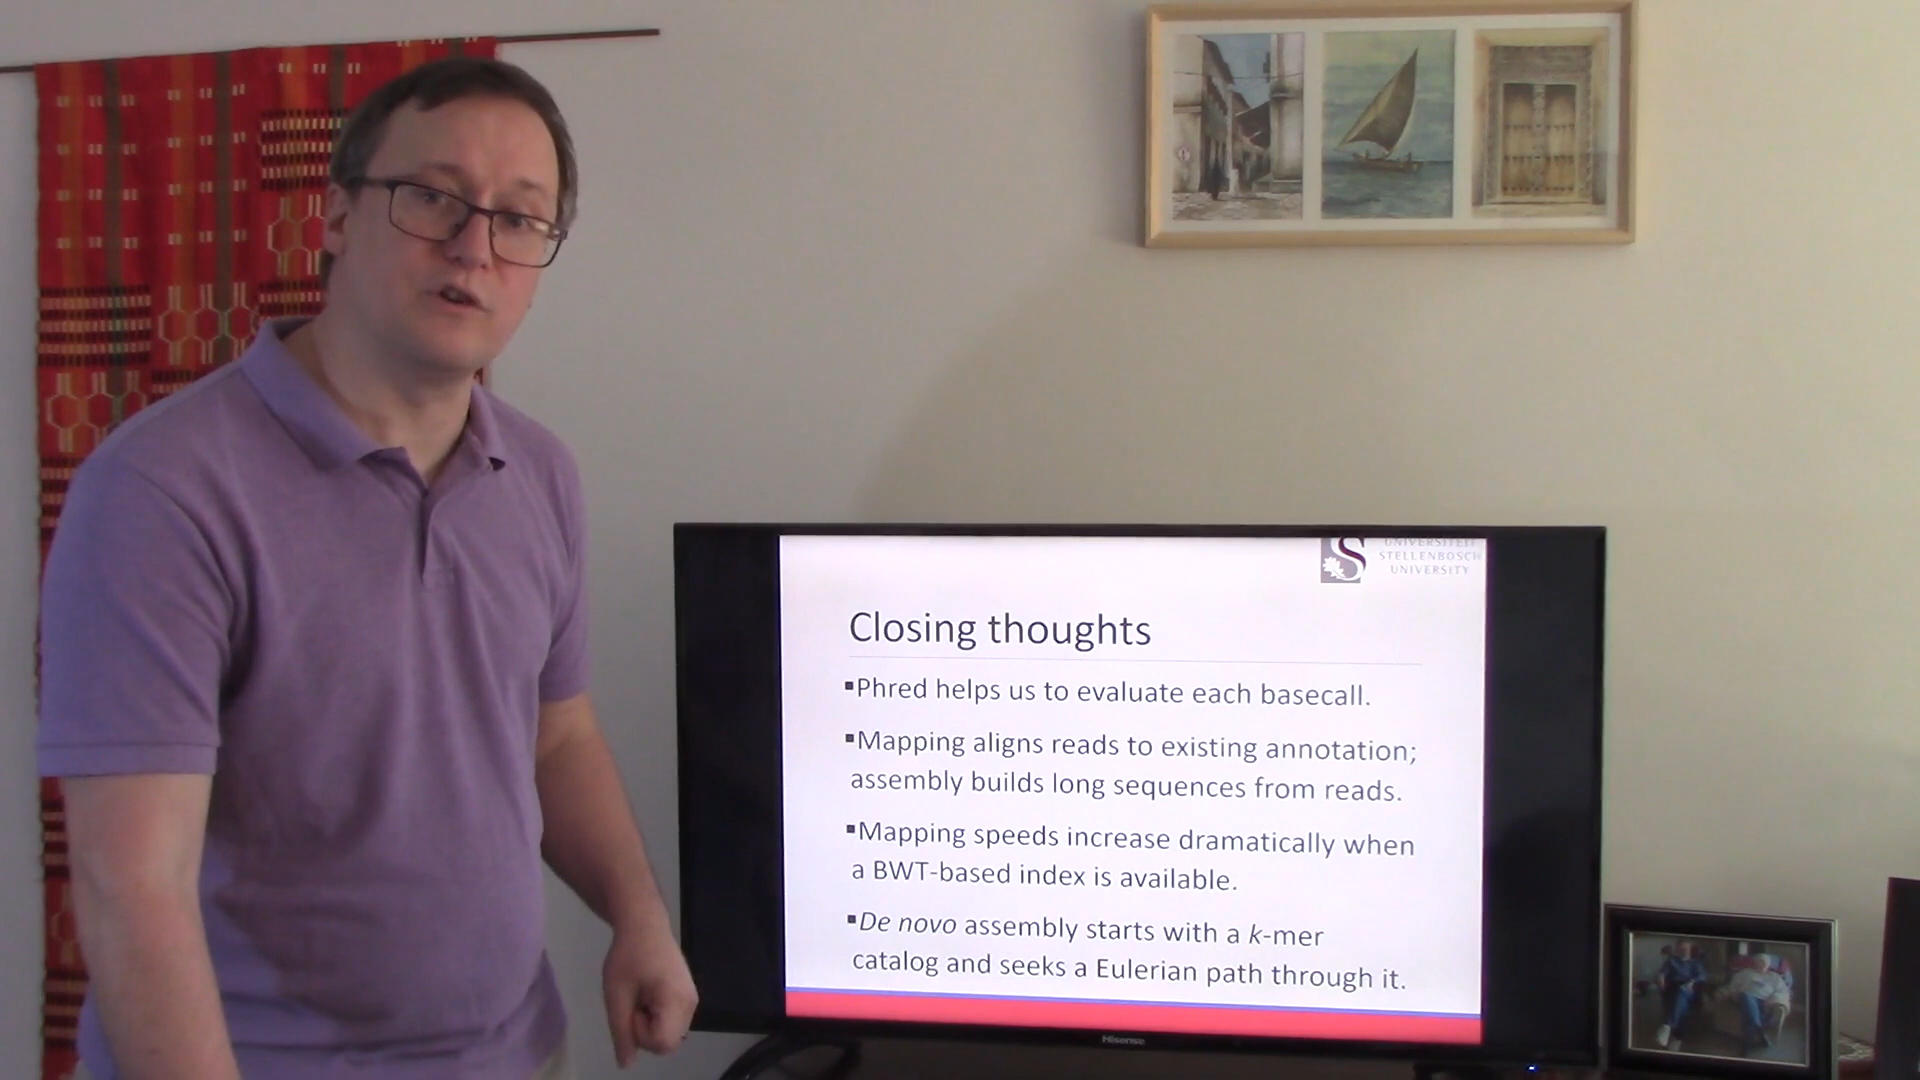 UNIVERSITEIT
STELLENBOSCH
UNIVERSITY
Closing thoughts
▪Phred helps us to evaluate each basecall.
▪Mapping aligns reads to existing annotation;
assembly builds long sequences from reads.
▪Mapping speeds increase dramatically when
a BWT-based index is available.
▪De novo assembly starts with a k-mer
catalog and seeks a Eulerian path through it.
Hisense